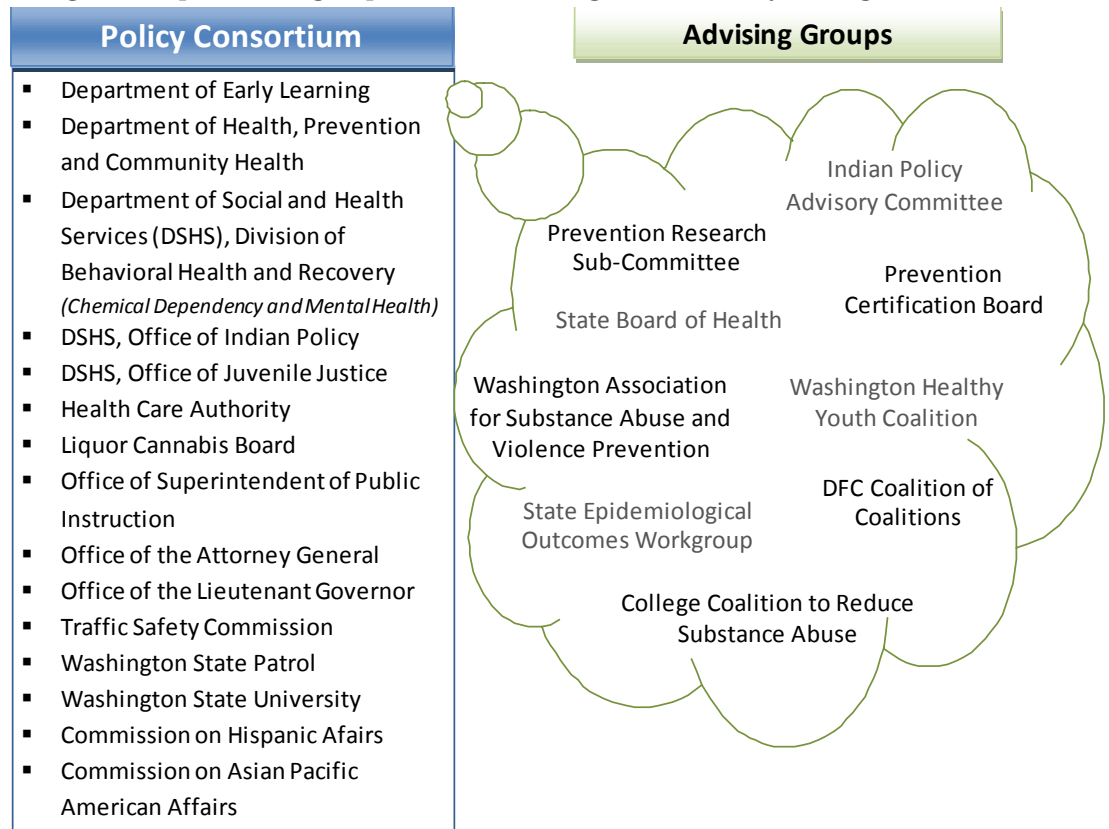 Policy Consortium
▪ Department of Early Learning
▪ Department of Health, Prevention
and Community Health
▪ Department of Social and Health
Services (DSHS), Division of
Behavioral Health and Recovery
(Chemical Dependency and Mental Health)
▪ DSHS, Office of Indian Policy
▪ DSHS, Office of Juvenile Justice
▪ Health Care Authority
▪ Liquor Cannabis Board
▪ Office of Superintendent of Public
Instruction
▪ Office of the Attorney General
▪ Office of the Lieutenant Governor
▪ Traffic Safety Commission
▪ Washington State Patrol
▪ Washington State University
▪ Commission on Hispanic Afairs
▪ Commission on Asian Pacific
American Affairs
Advising Groups
Indian Policy
Advisory Committee
Prevention Research
Sub-Committee
Prevention
Certification Board
State Board of Health
Washington Association
for Substance Abuse and
Violence Prevention
Washington Healthy
Youth Coalition
DFC Coalition of
Coalitions
State Epidemiological
Outcomes Workgroup
College Coalition to Reduce
Substance Abuse